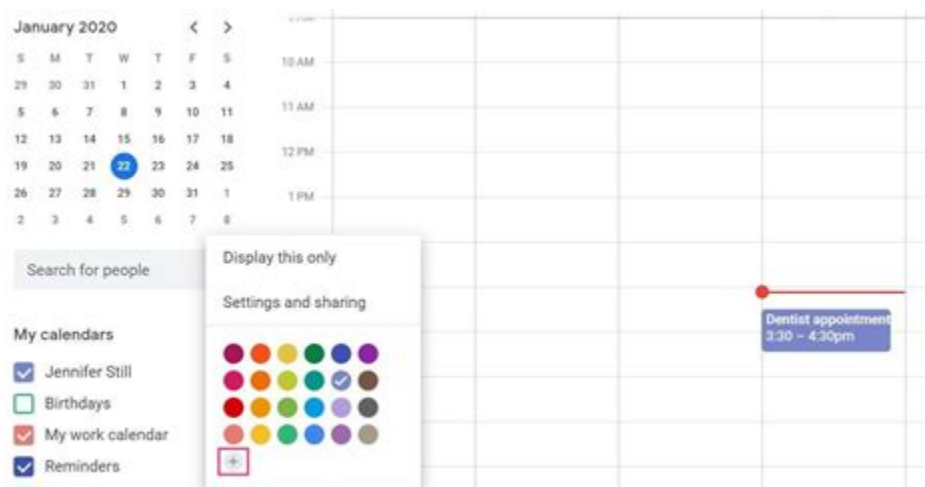 January 2020 < >
S M T W T F S
29 30 31 1 2 3 4
5 6 7 8 9 10 11
12 13 14 15 16 17 18
19 20 21 22 23 24 25
26 27 28 29 30 31 1
2 3 4 5 6 7 8
Search for people
My calendars
Jennifer Still
Birthdays
My work calendar
Reminders
Display this only
Settings and sharing
+
10 AM
11 AM
12 PM
1 PM
Dentist appointment
3:30 – 4:30pm